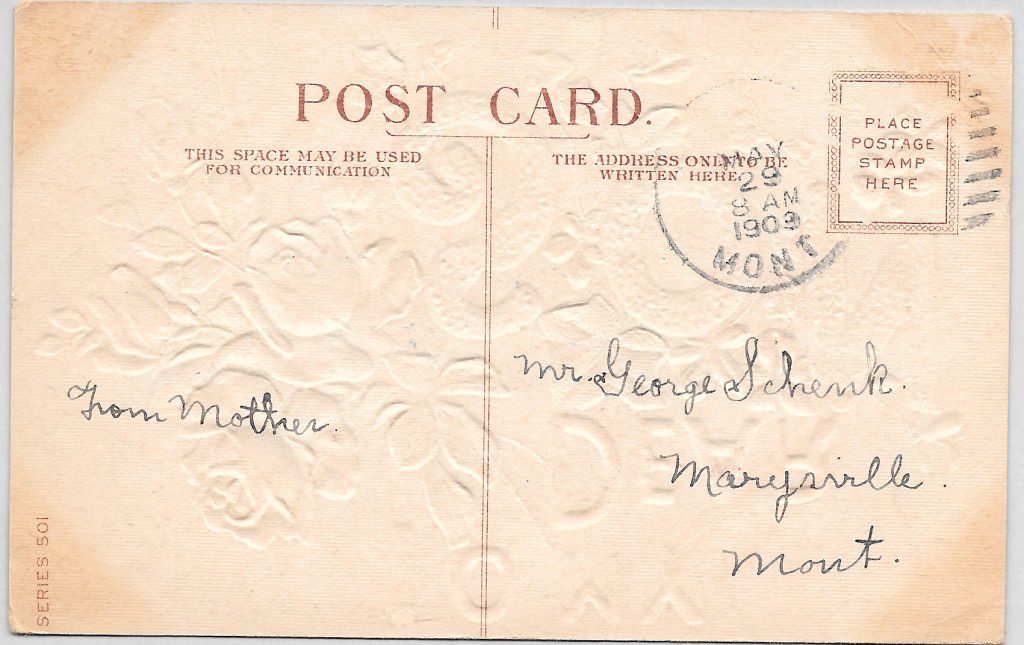 POST CARD.
THIS SPACE MAY BE USED
FOR COMMUNICATION
THE ADDRESS ONLY TO BE
WRITTEN HERE.
MAY
29
8 AM
1909
MONT
PLACE
POSTAGE
STAMP
HERE
From Mother.
Mr. George Schenk.
Marysville.
Mont.
SERIES 501